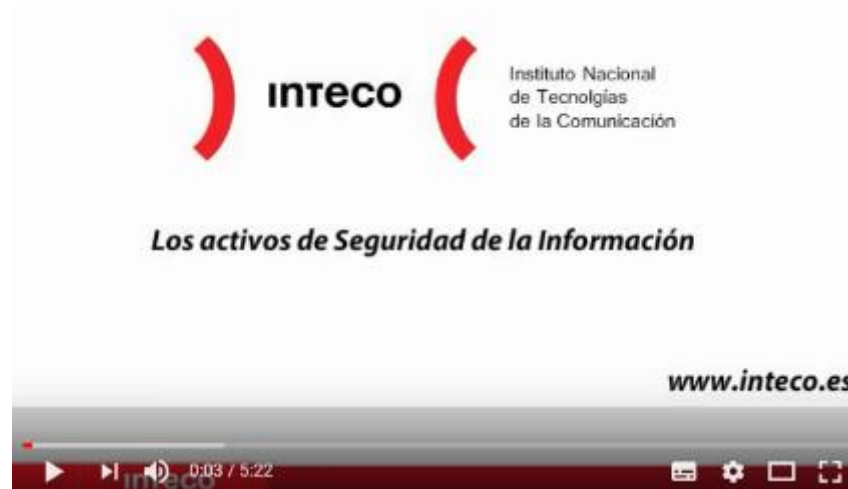 INTECO
Instituto Nacional
de Tecnolgías
de la Comunicación
Los activos de Seguridad de la Información
www.inteco.es
0:03 / 5:22
inteco